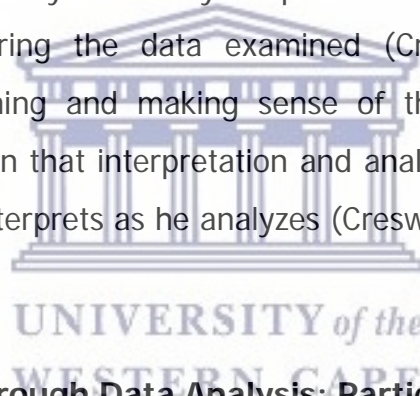 ring the data examined (Cr
ning and making sense of th
n that interpretation and anal
terprets as he analyzes (Cresw
UNIVERSITY of the
rough Data Analysis: Partic
WESTERN CAPE